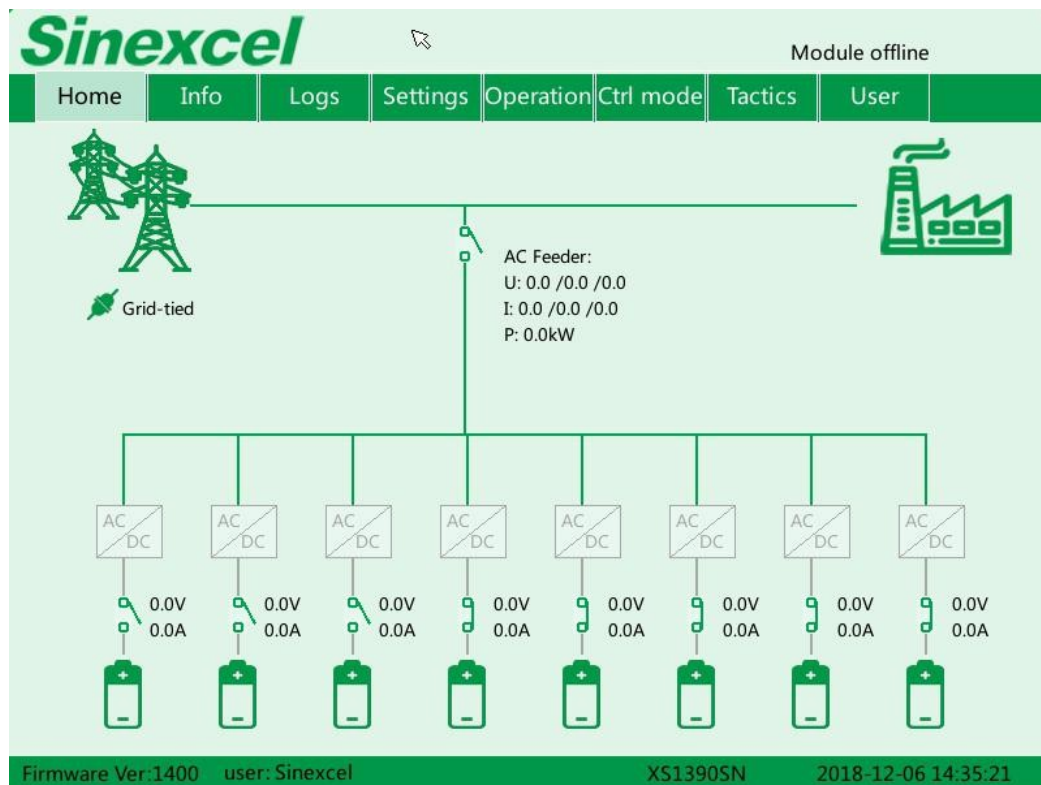 Sinexcel
Module offline
Home Info Logs Settings Operation Ctrl mode Tactics User
AC Feeder:
U: 0.0 /0.0 /0.0
I: 0.0 /0.0 /0.0
P: 0.0kW
Grid-tied
AC DC AC DC AC DC AC DC AC DC AC DC AC DC AC DC
0.0V 0.0V 0.0V 0.0V 0.0V 0.0V 0.0V 0.0V
0.0A 0.0A 0.0A 0.0A 0.0A 0.0A 0.0A 0.0A
Firmware Ver:1400 user: Sinexcel XS1390SN 2018-12-06 14:35:21